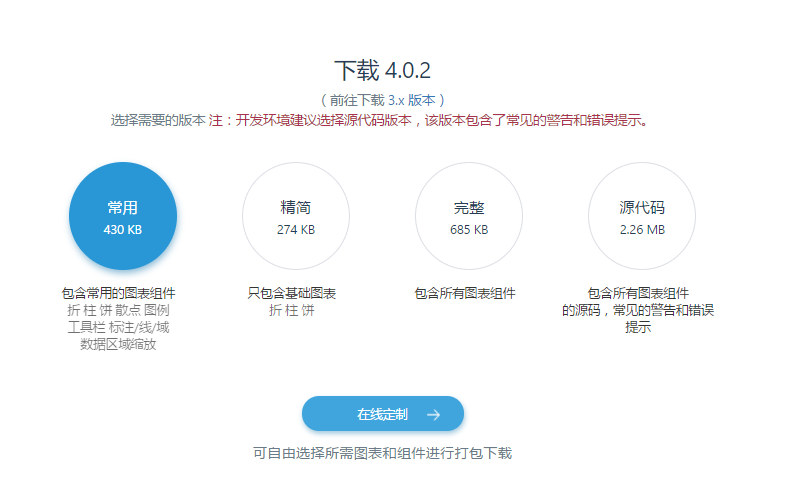 下载 4.0.2
( 前往下载 3.x 版本 )
选择需要的版本 注：开发环境建议选择源代码版本，该版本包含了常见的警告和错误提示。
常用
430 KB
包含常用的图表组件
折 柱 饼 散点 图例
工具栏 标注/线/域
数据区域缩放
精简
274 KB
只包含基础图表
折 柱 饼
完整
685 KB
包含所有图表组件
源代码
2.26 MB
包含所有图表组件
的源码，常见的警告和错误
提示
在线定制 →
可自由选择所需图表和组件进行打包下载